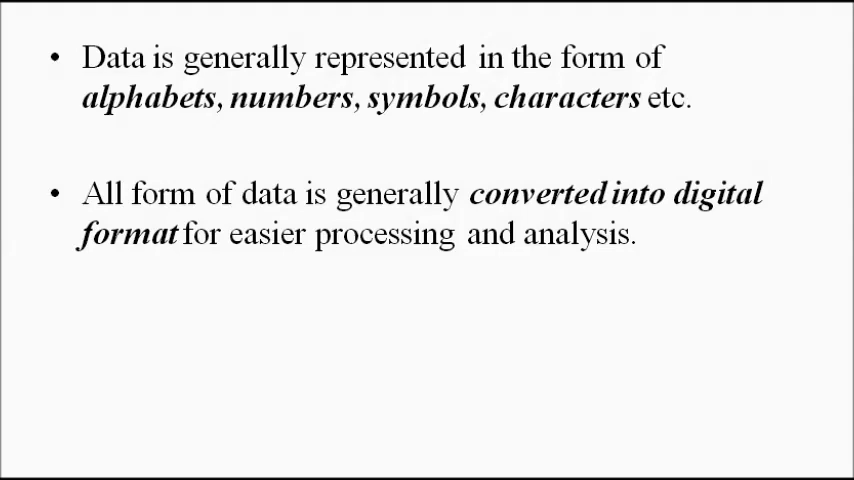 • Data is generally represented in the form of
alphabets, numbers, symbols, characters etc.
• All form of data is generally converted into digital
format for easier processing and analysis.